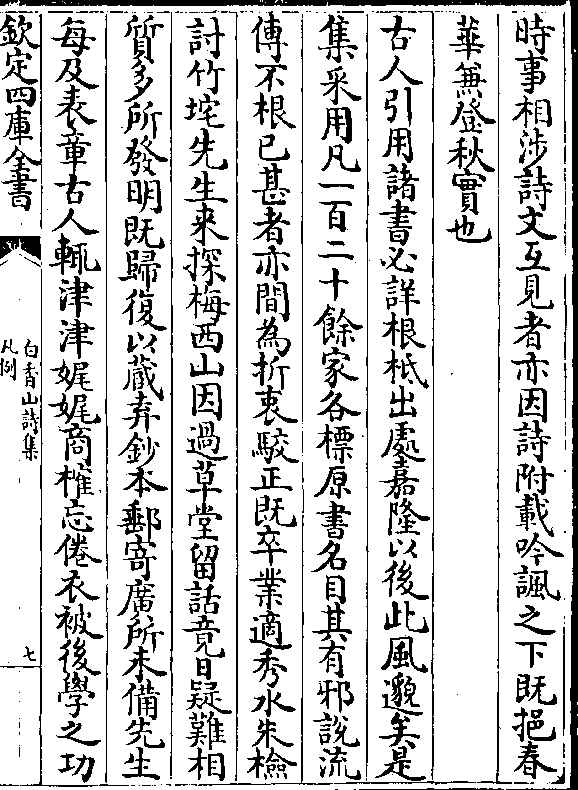 時事相涉詩文互見者亦因詩附載吟諷之下既挹春
華兼登秋實也
古人引用諸書必詳根柢出處嘉隆以後此風邈矣是
集采用凡一百二十餘家各標原書名目其有邪說流
傳不根已甚者亦間為折衷駮正既卒業適秀水朱檢
討竹垞先生来探梅西山因過草堂留話竟日疑難相
質多所發明既歸復以藏弆鈔本郵寄廣所未備先生
每及表章古人輒津津娓娓商榷忘倦衣被後學之功
欽定四庫全書
白香山詩集
凡例
七